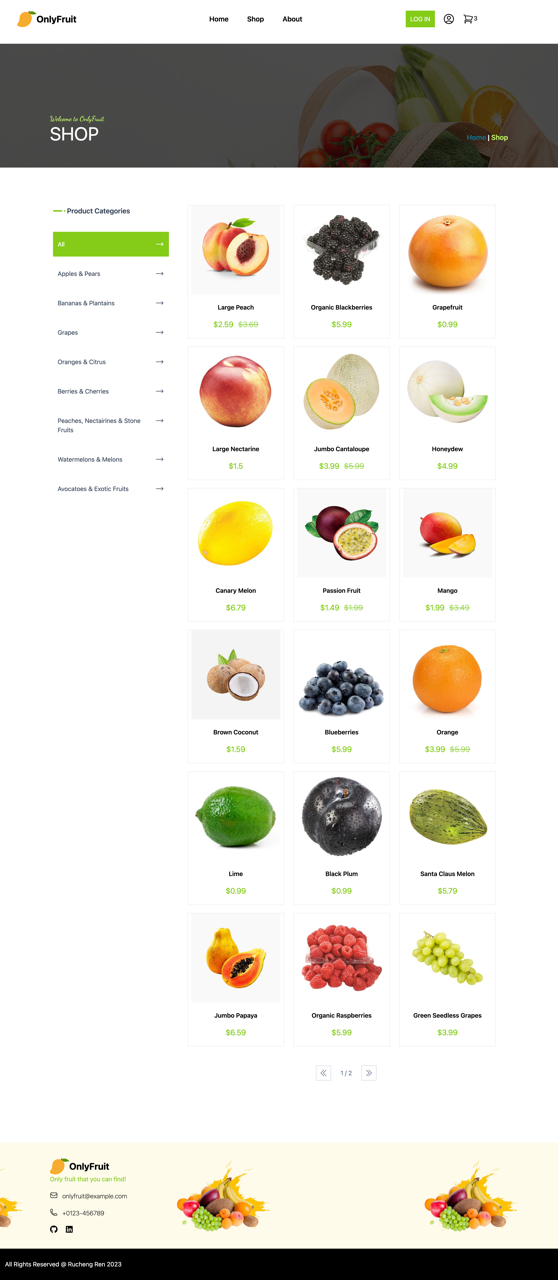 OnlyFruit
Home
Shop
About
LOG IN
3
Welcome to OnlyFruit
SHOP
Home | Shop
Product Categories
All
Apples & Pears
Bananas & Plantains
Grapes
Oranges & Citrus
Berries & Cherries
Peaches, Nectairines & Stone
Fruits
Watermelons & Melons
Avocatoes & Exotic Fruits
Large Peach
$2.59 $3.69
Organic Blackberries
$5.99
Grapefruit
$0.99
Large Nectarine
$1.5
Jumbo Cantaloupe
$3.99 $5.99
Honeydew
$4.99
Canary Melon
$6.79
Passion Fruit
$1.49 $1.99
Mango
$1.99 $3.49
Brown Coconut
$1.59
Blueberries
$5.99
Orange
$3.99 $5.99
Lime
$0.99
Black Plum
$0.99
Santa Claus Melon
$5.79
Jumbo Papaya
$6.59
Organic Raspberries
$5.99
Green Seedless Grapes
$3.99
1 / 2
OnlyFruit
Only fruit that you can find!
onlyfruit@example.com
+0123-456789
All Rights Reserved @ Rucheng Ren 2023